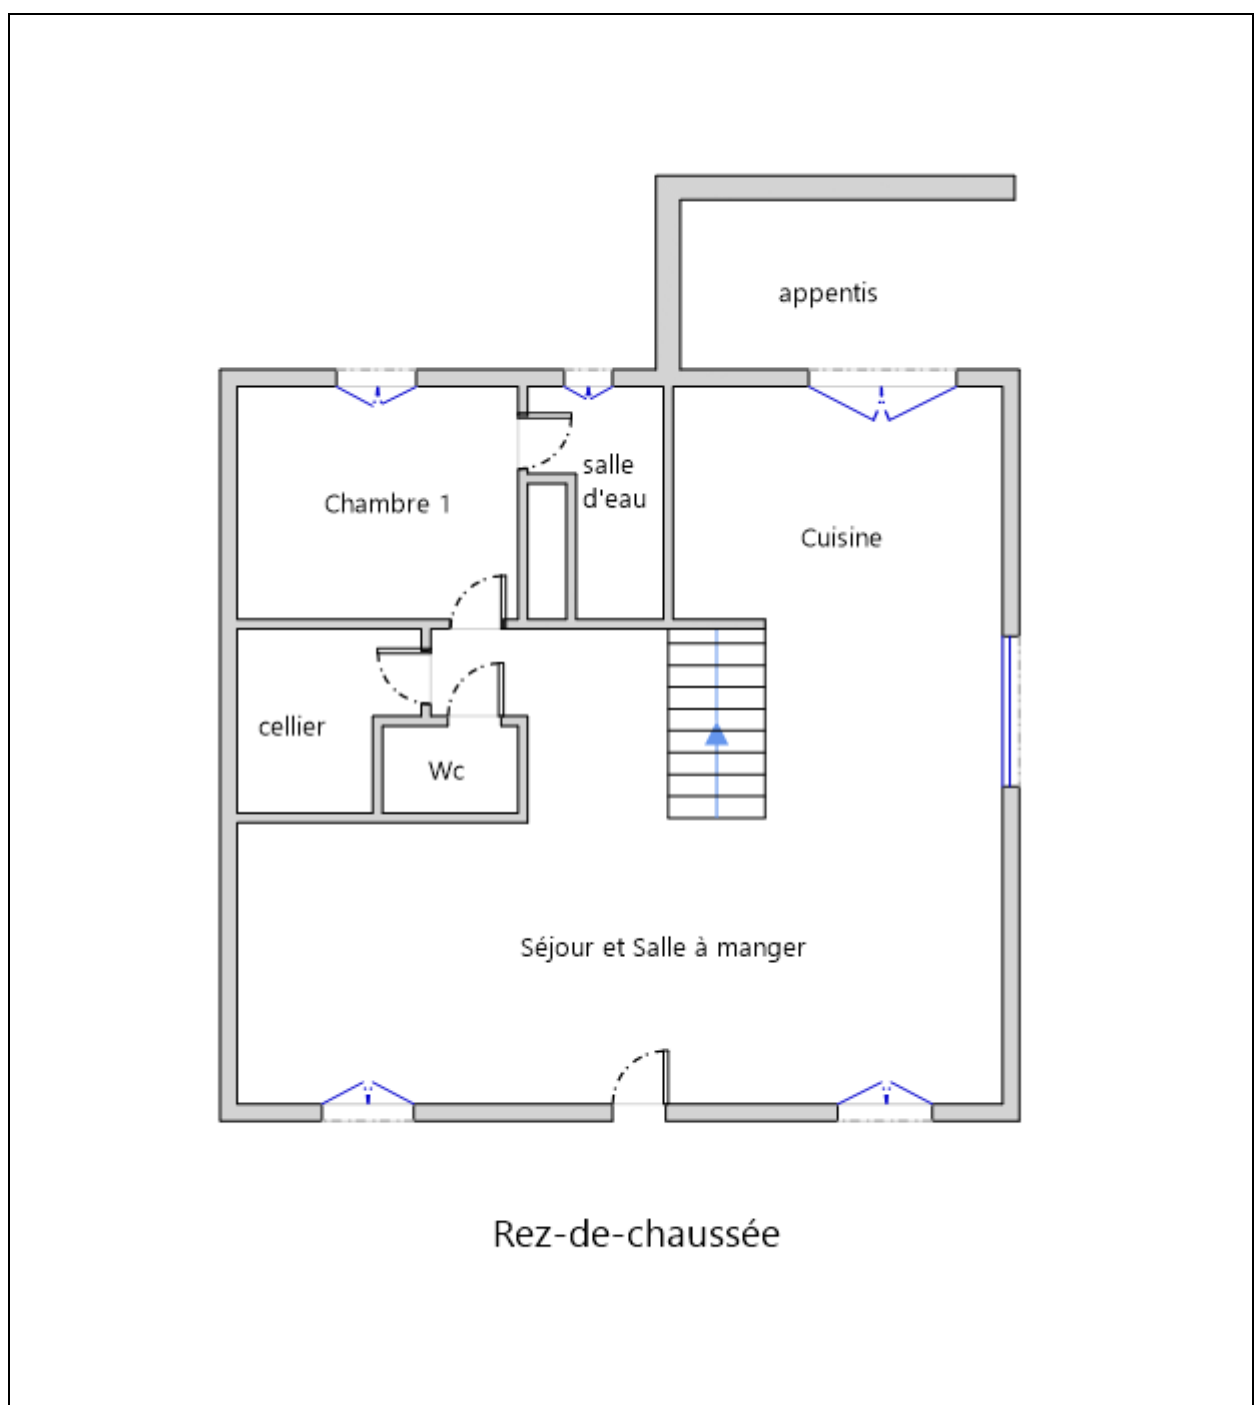 appentis
salle
d'eau
Chambre 1
Cuisine
cellier
Wc
Séjour et Salle à manger
Rez-de-chaussée